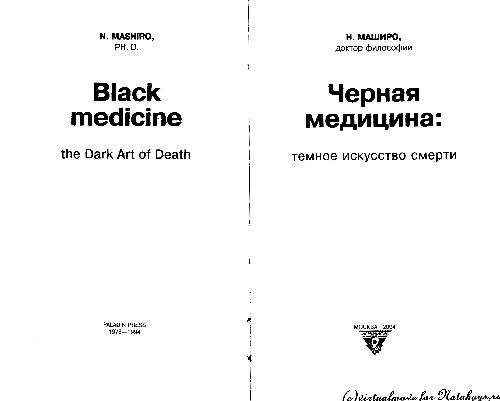 N. MASHIRO,
PH. D.
Black
medicine
the Dark Art of Death
PALADIN PRESS
1978—1994
Н. МАШИРО,
доктор философии
Черная
медицина:
темное искусство смерти
МОСКВА 2004
(c)virtualmode for Natahaus.ru